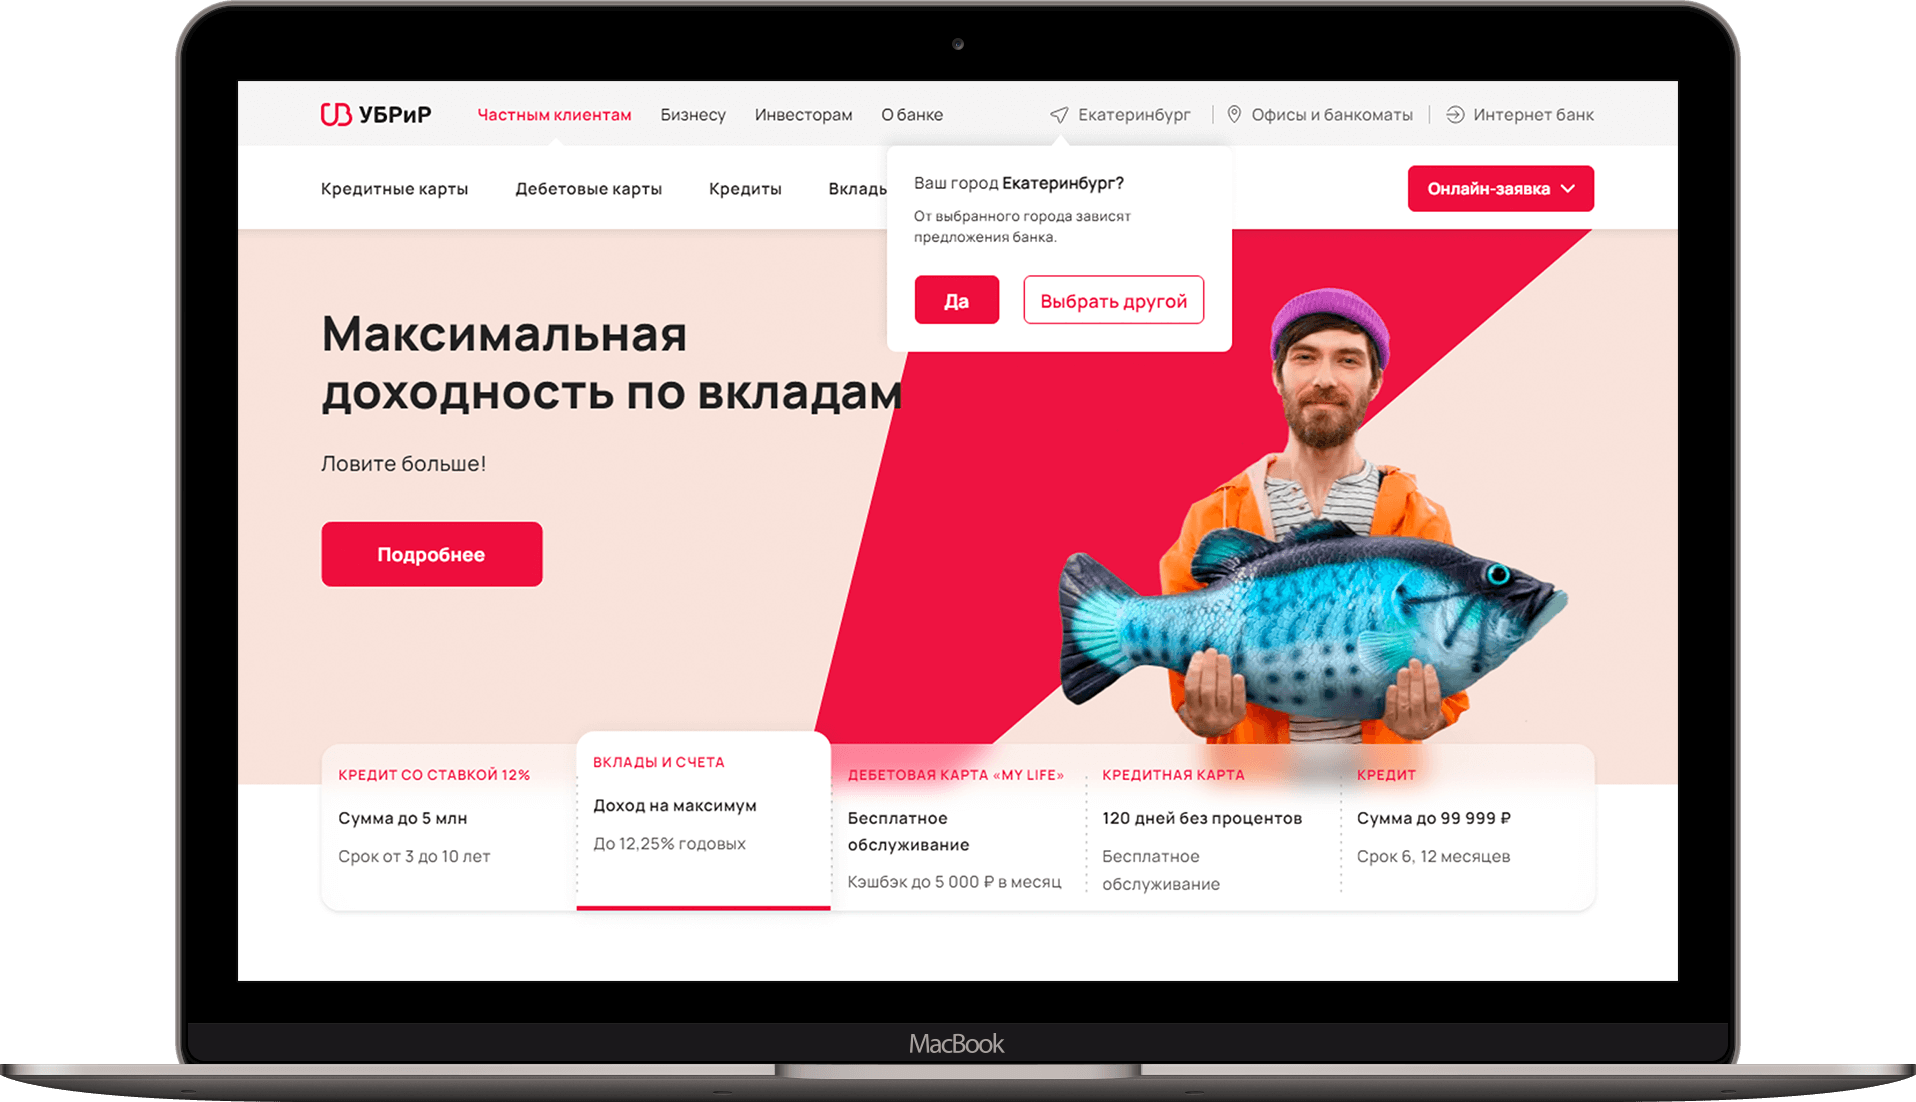 УБРиР
Частным клиентам
Бизнесу
Инвесторам
О банке
Екатеринбург
Офисы и банкоматы
Интернет банк
Кредитные карты
Дебетовые карты
Кредиты
Вклады
Онлайн-заявка
Ваш город Екатеринбург?
От выбранного города зависят
предложения банка.
Да
Выбрать другой
Максимальная
доходность по вкладам
Ловите больше!
Подробнее
КРЕДИТ СО СТАВКОЙ 12%
Сумма до 5 млн
Срок от 3 до 10 лет
ВКЛАДЫ И СЧЕТА
Доход на максимум
До 12,25% годовых
ДЕБЕТОВАЯ КАРТА «MY LIFE»
Бесплатное
обслуживание
Кэшбэк до 5 000 ₽ в месяц
КРЕДИТНАЯ КАРТА
120 дней без процентов
Бесплатное
обслуживание
КРЕДИТ
Сумма до 99 999 ₽
Срок 6, 12 месяцев
MacBook